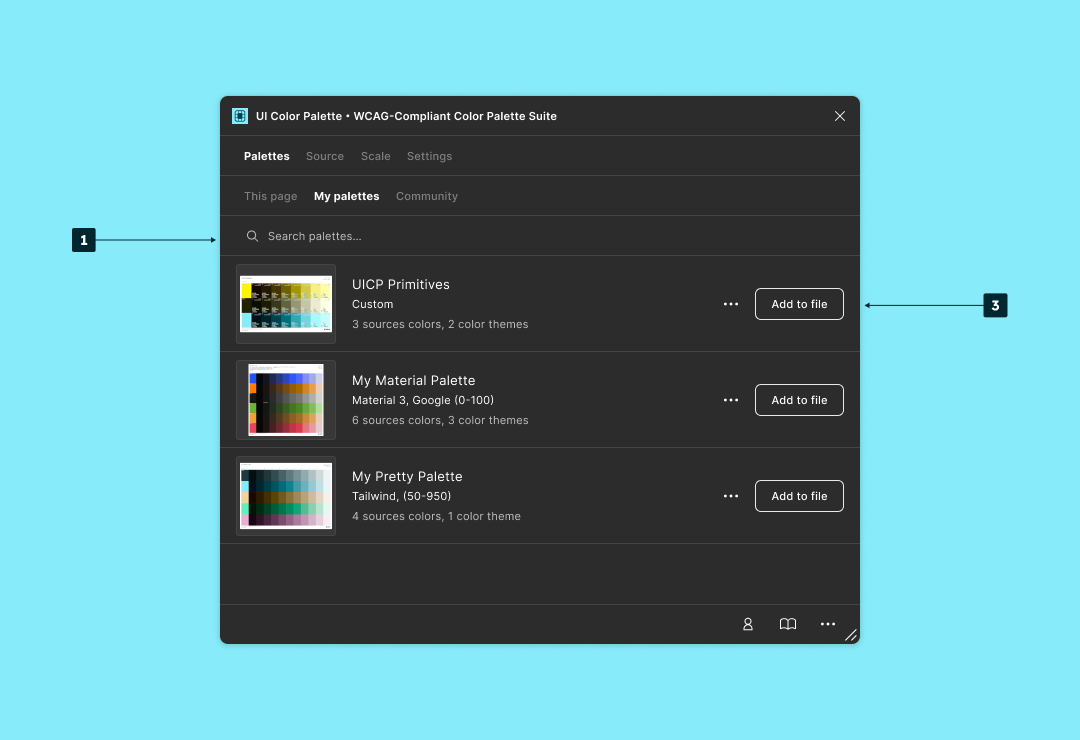 UI Color Palette • WCAG-Compliant Color Palette Suite
Palettes Source Scale Settings
This page My palettes Community
1
Search palettes...
UICP Primitives
Custom
3 sources colors, 2 color themes
Add to file
3
My Material Palette
Material 3, Google (0-100)
6 sources colors, 3 color themes
Add to file
My Pretty Palette
Tailwind, (50-950)
4 sources colors, 1 color theme
Add to file